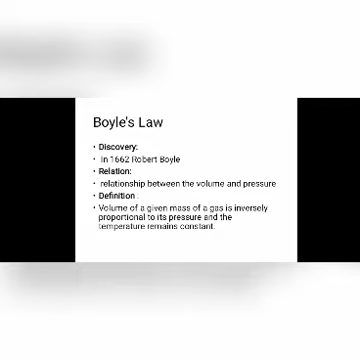 Boyle's Law
• Discovery:
• In 1662 Robert Boyle
• Relation:
• relationship between the volume and pressure
• Definition :
• Volume of a given mass of a gas is inversely
proportional to its pressure and the
temperature remains constant.